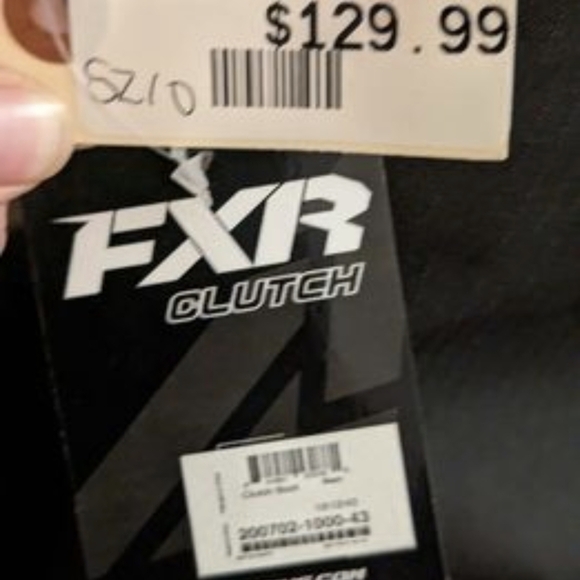 $129.99
SZ10
FXR
CLUTCH
Clutch Boot
200702-1000-43